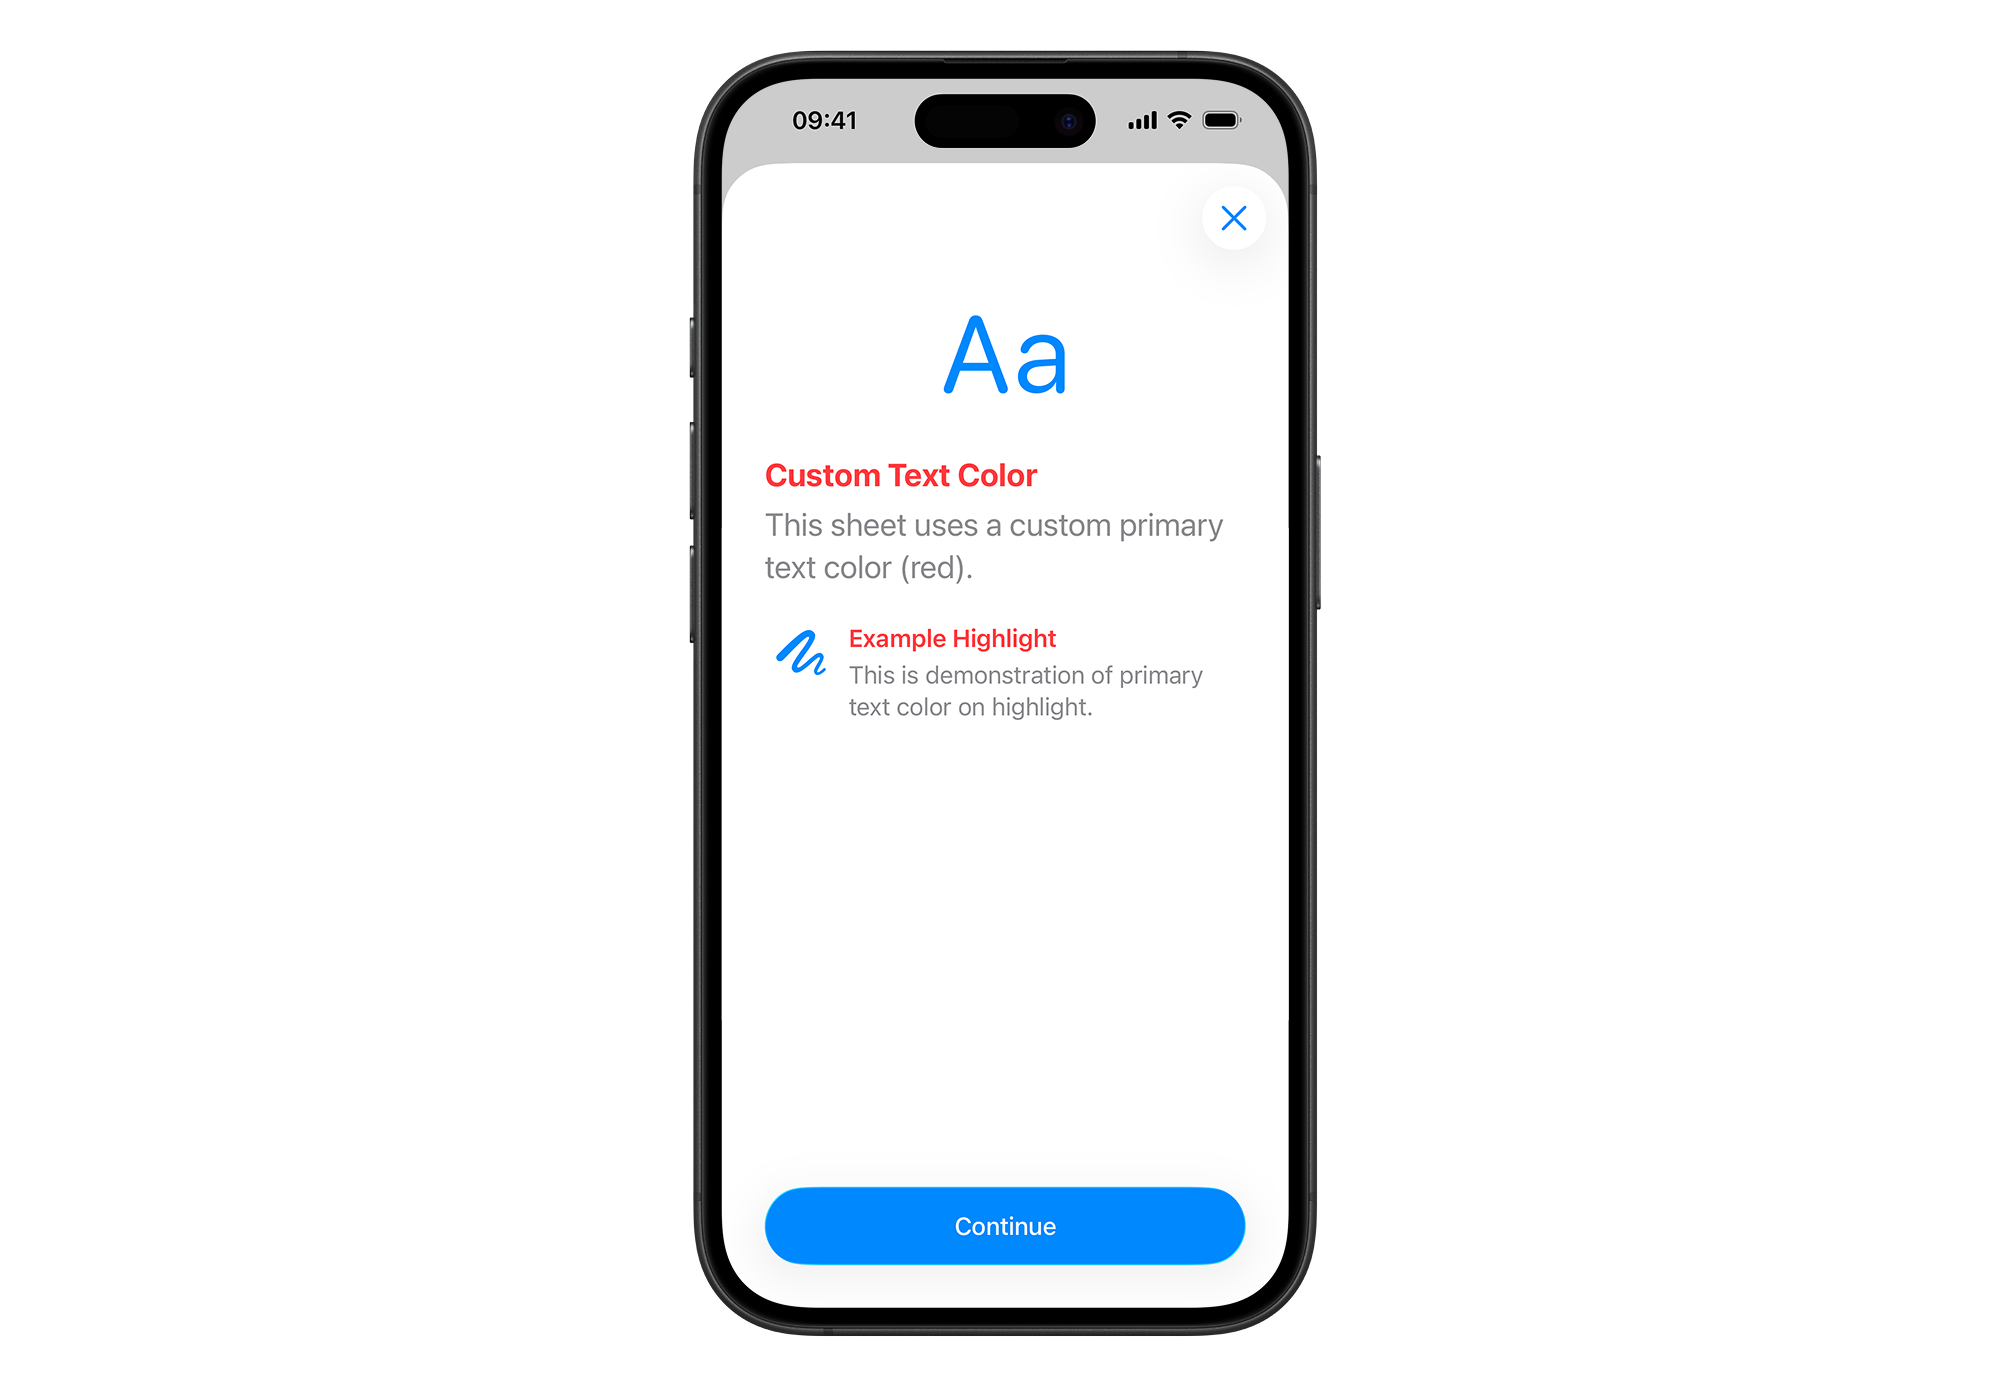 09:41
Aa
Custom Text Color
This sheet uses a custom primary
text color (red).
Example Highlight
This is demonstration of primary
text color on highlight.
Continue